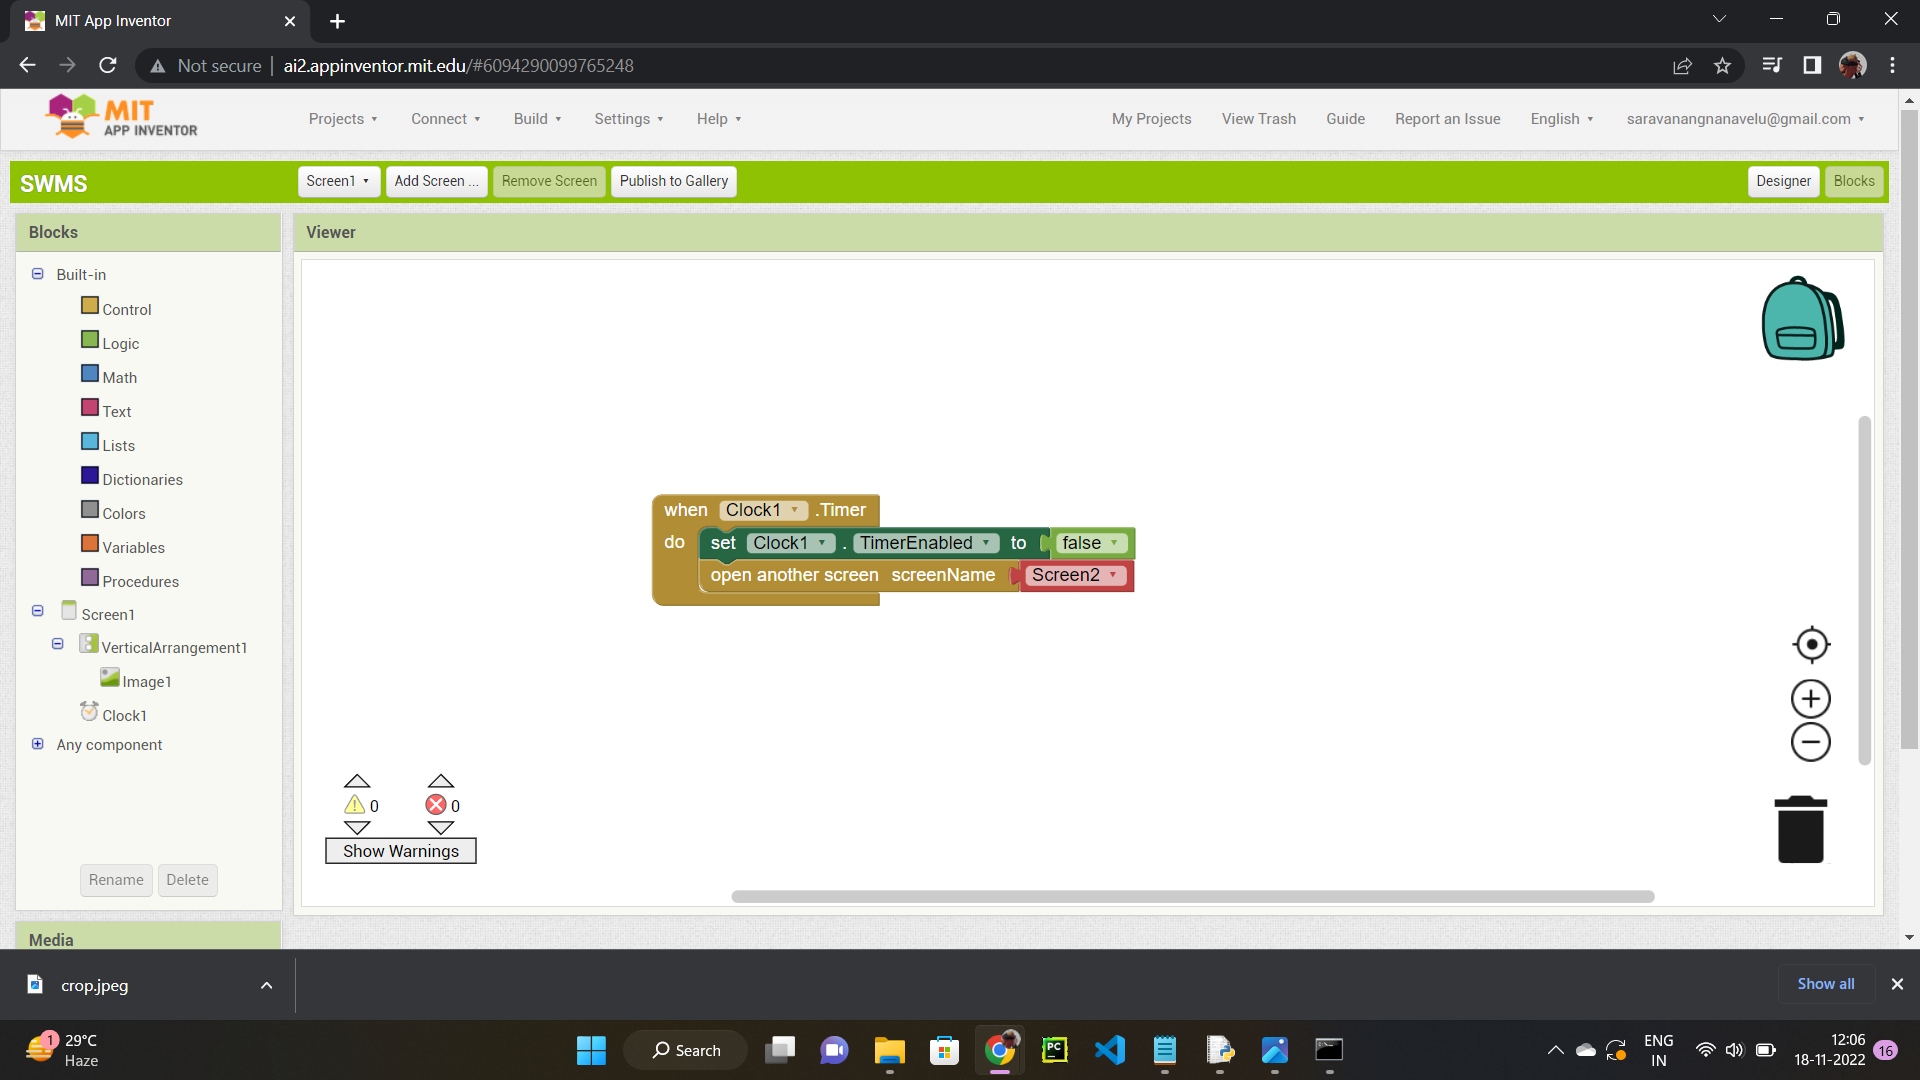 MIT App Inventor
Not secure | ai2.appinventor.mit.edu/#6094290099765248
MIT
APP INVENTOR
Projects Connect Build Settings Help My Projects View Trash Guide Report an Issue English saravanangnanavelu@gmail.com
SWMS Screen1 Add Screen ... Remove Screen Publish to Gallery Designer Blocks
Blocks
Viewer
Built-in
Control
Logic
Math
Text
Lists
Dictionaries
Colors
Variables
Procedures
Screen1
VerticalArrangement1
Image1
Clock1
Any component
Rename Delete
Media
when Clock1 .Timer
do set Clock1 . TimerEnabled to false
open another screen screenName Screen2
0 0
Show Warnings
crop.jpeg
Show all
1
29°C
Haze
Search
PC
ENG
IN
12:06
18-11-2022
16